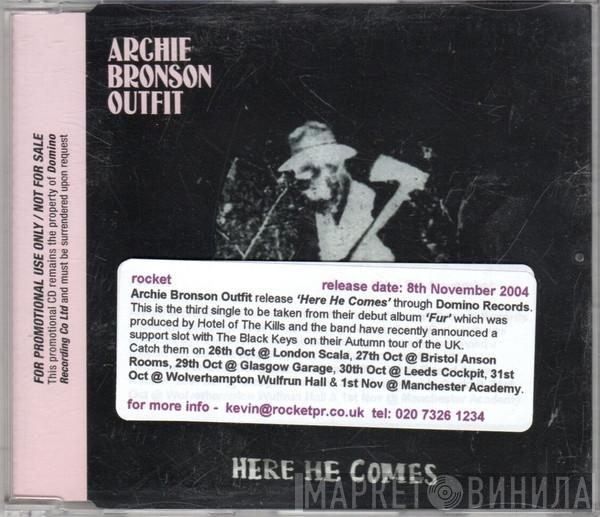 ARCHIE
BRONSON
OUTFIT
FOR PROMOTIONAL USE ONLY / NOT FOR SALE
This promotional CD remains the property of Domino
Recording Co Ltd and must be surrendered upon request
rocket
release date: 8th November 2004
Archie Bronson Outfit release 'Here He Comes' through Domino Records.
This is the third single to be taken from their debut album 'Fur' which was
produced by Hotel of The Kills and the band have recently announced a
support slot with The Black Keys on their Autumn tour of the UK.
Catch them on 26th Oct @ London Scala, 27th Oct @ Bristol Anson
Rooms, 29th Oct @ Glasgow Garage, 30th Oct @ Leeds Cockpit, 31st
Oct @ Wolverhampton Wulfrun Hall & 1st Nov @ Manchester Academy.
for more info - kevin@rocketpr.co.uk tel: 020 7326 1234
HERE HE COMES
МАРКЕТ ВИНИЛА